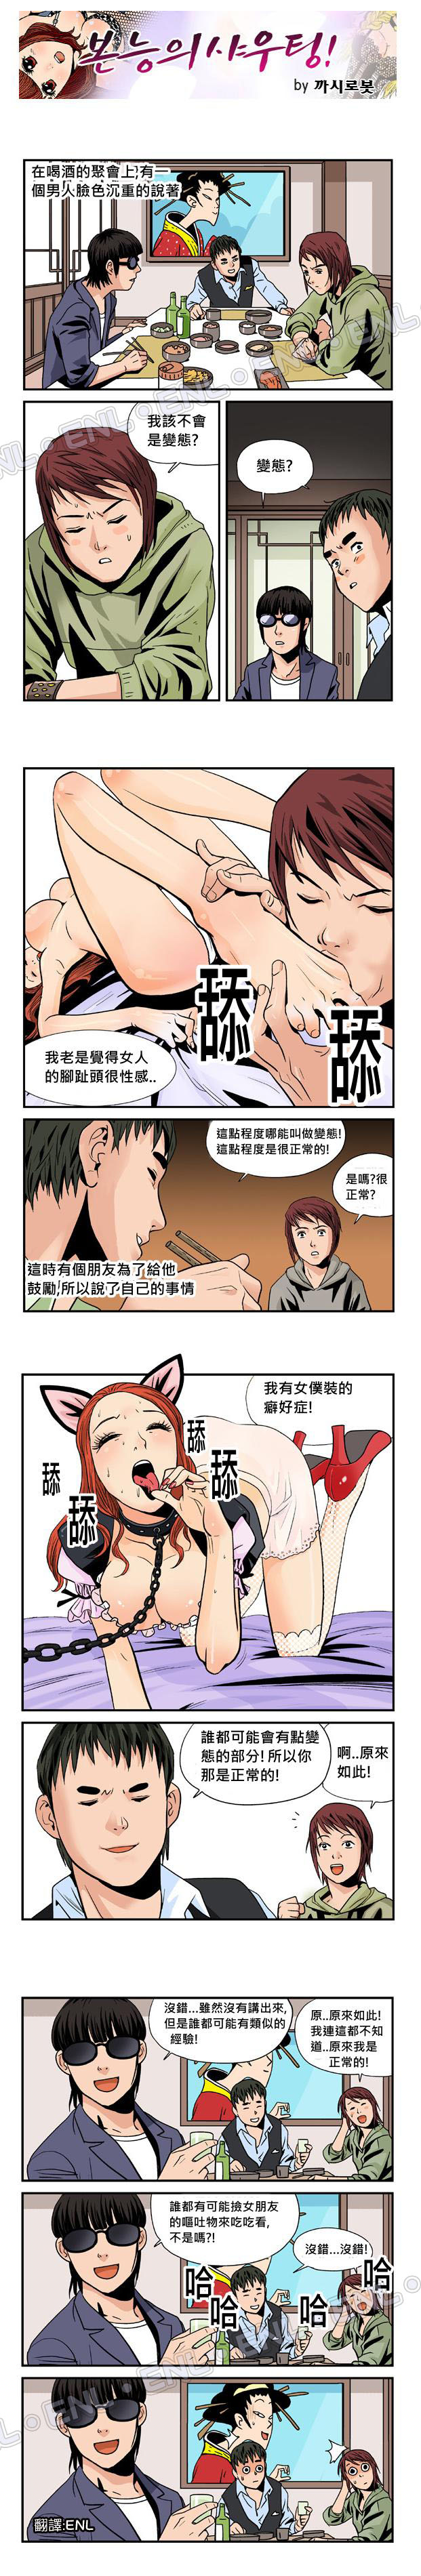 본능의 샤우팅!
by 까시로봇
在喝酒的聚會上,有一
個男人臉色沉重的說著
ENL ENL ENL ENL
我該不會
是變態?
變態?
舔
舔
我老是覺得女人
的腳趾頭很性感..
這點程度哪能叫做變態!
這點程度是很正常的!
是嗎?很
正常?
這時有個朋友為了給他
鼓勵,所以說了自己的事情
我有女僕裝的
癖好症!
舔
舔
舔
舔
誰都可能會有點變
態的部分! 所以你
那是正常的!
啊..原來
如此!
沒錯...雖然沒有講出來,
但是誰都可能有類似的
經驗!
原..原來如此!
我連這都不知
道..原來我是
正常的!
誰都有可能撿女朋友
的嘔吐物來吃吃看,
不是嗎?!
沒錯...沒錯!
哈
哈
哈
哈
ENL ENL ENL ENL
翻譯:ENL